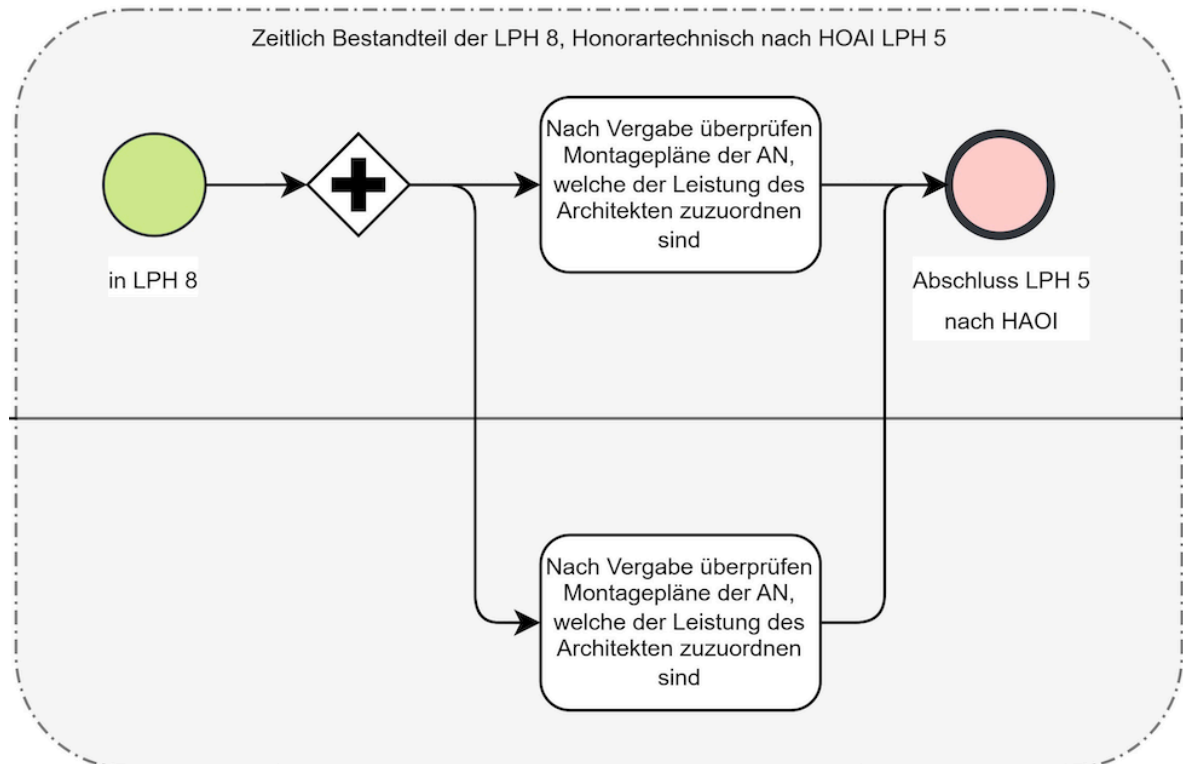 Zeitlich Bestandteil der LPH 8, Honorartechnisch nach HOAI LPH 5
Nach Vergabe überprüfen
Montagepläne der AN,
welche der Leistung des
Architekten zuzuordnen
sind
in LPH 8
Abschluss LPH 5
nach HAOI
Nach Vergabe überprüfen
Montagepläne der AN,
welche der Leistung des
Architekten zuzuordnen
sind